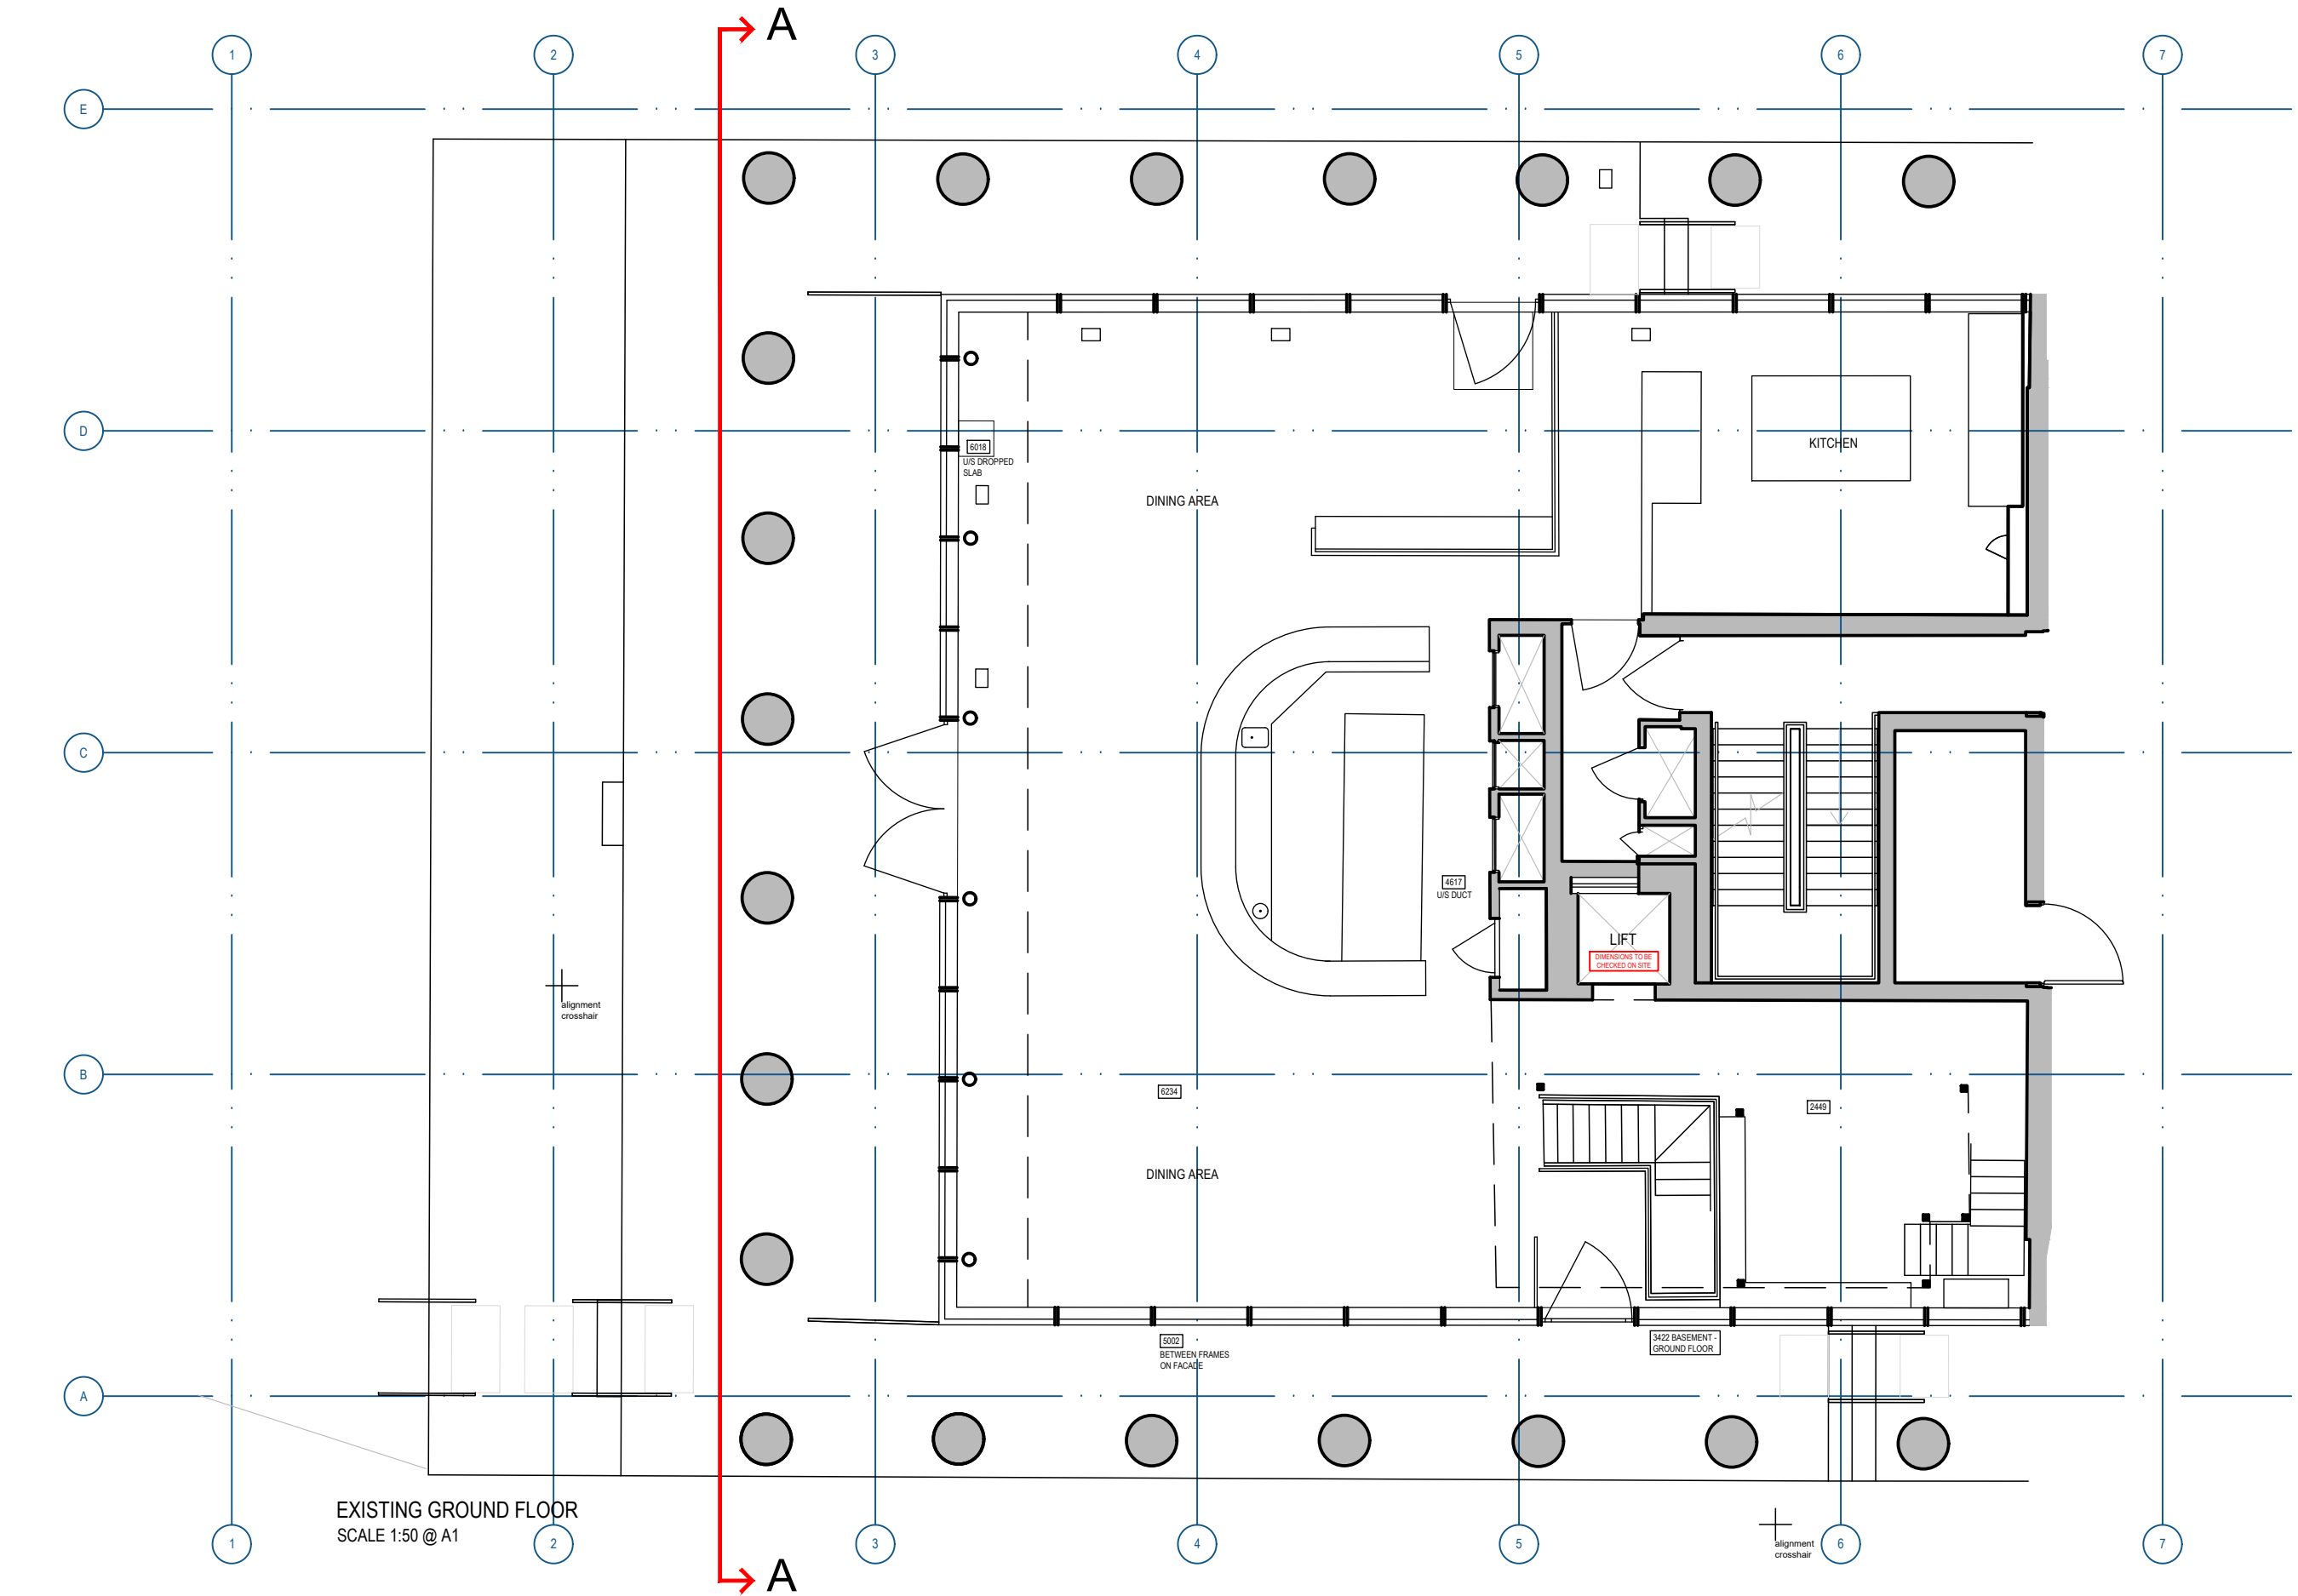 A
1 2 3 4 5 6 7
E
D
KITCHEN
6018
U/S DROPPED
SLAB
DINING AREA
C
4617
U/S DUCT
LIFT
DIMENSIONS TO BE
CHECKED ON SITE
alignment
crosshair
B
6234
2449
DINING AREA
5002
BETWEEN FRAMES
ON FACADE
3422 BASEMENT -
GROUND FLOOR
A
EXISTING GROUND FLOOR
SCALE 1:50 @ A1
alignment
crosshair
1 2 3 4 5 6 7
A